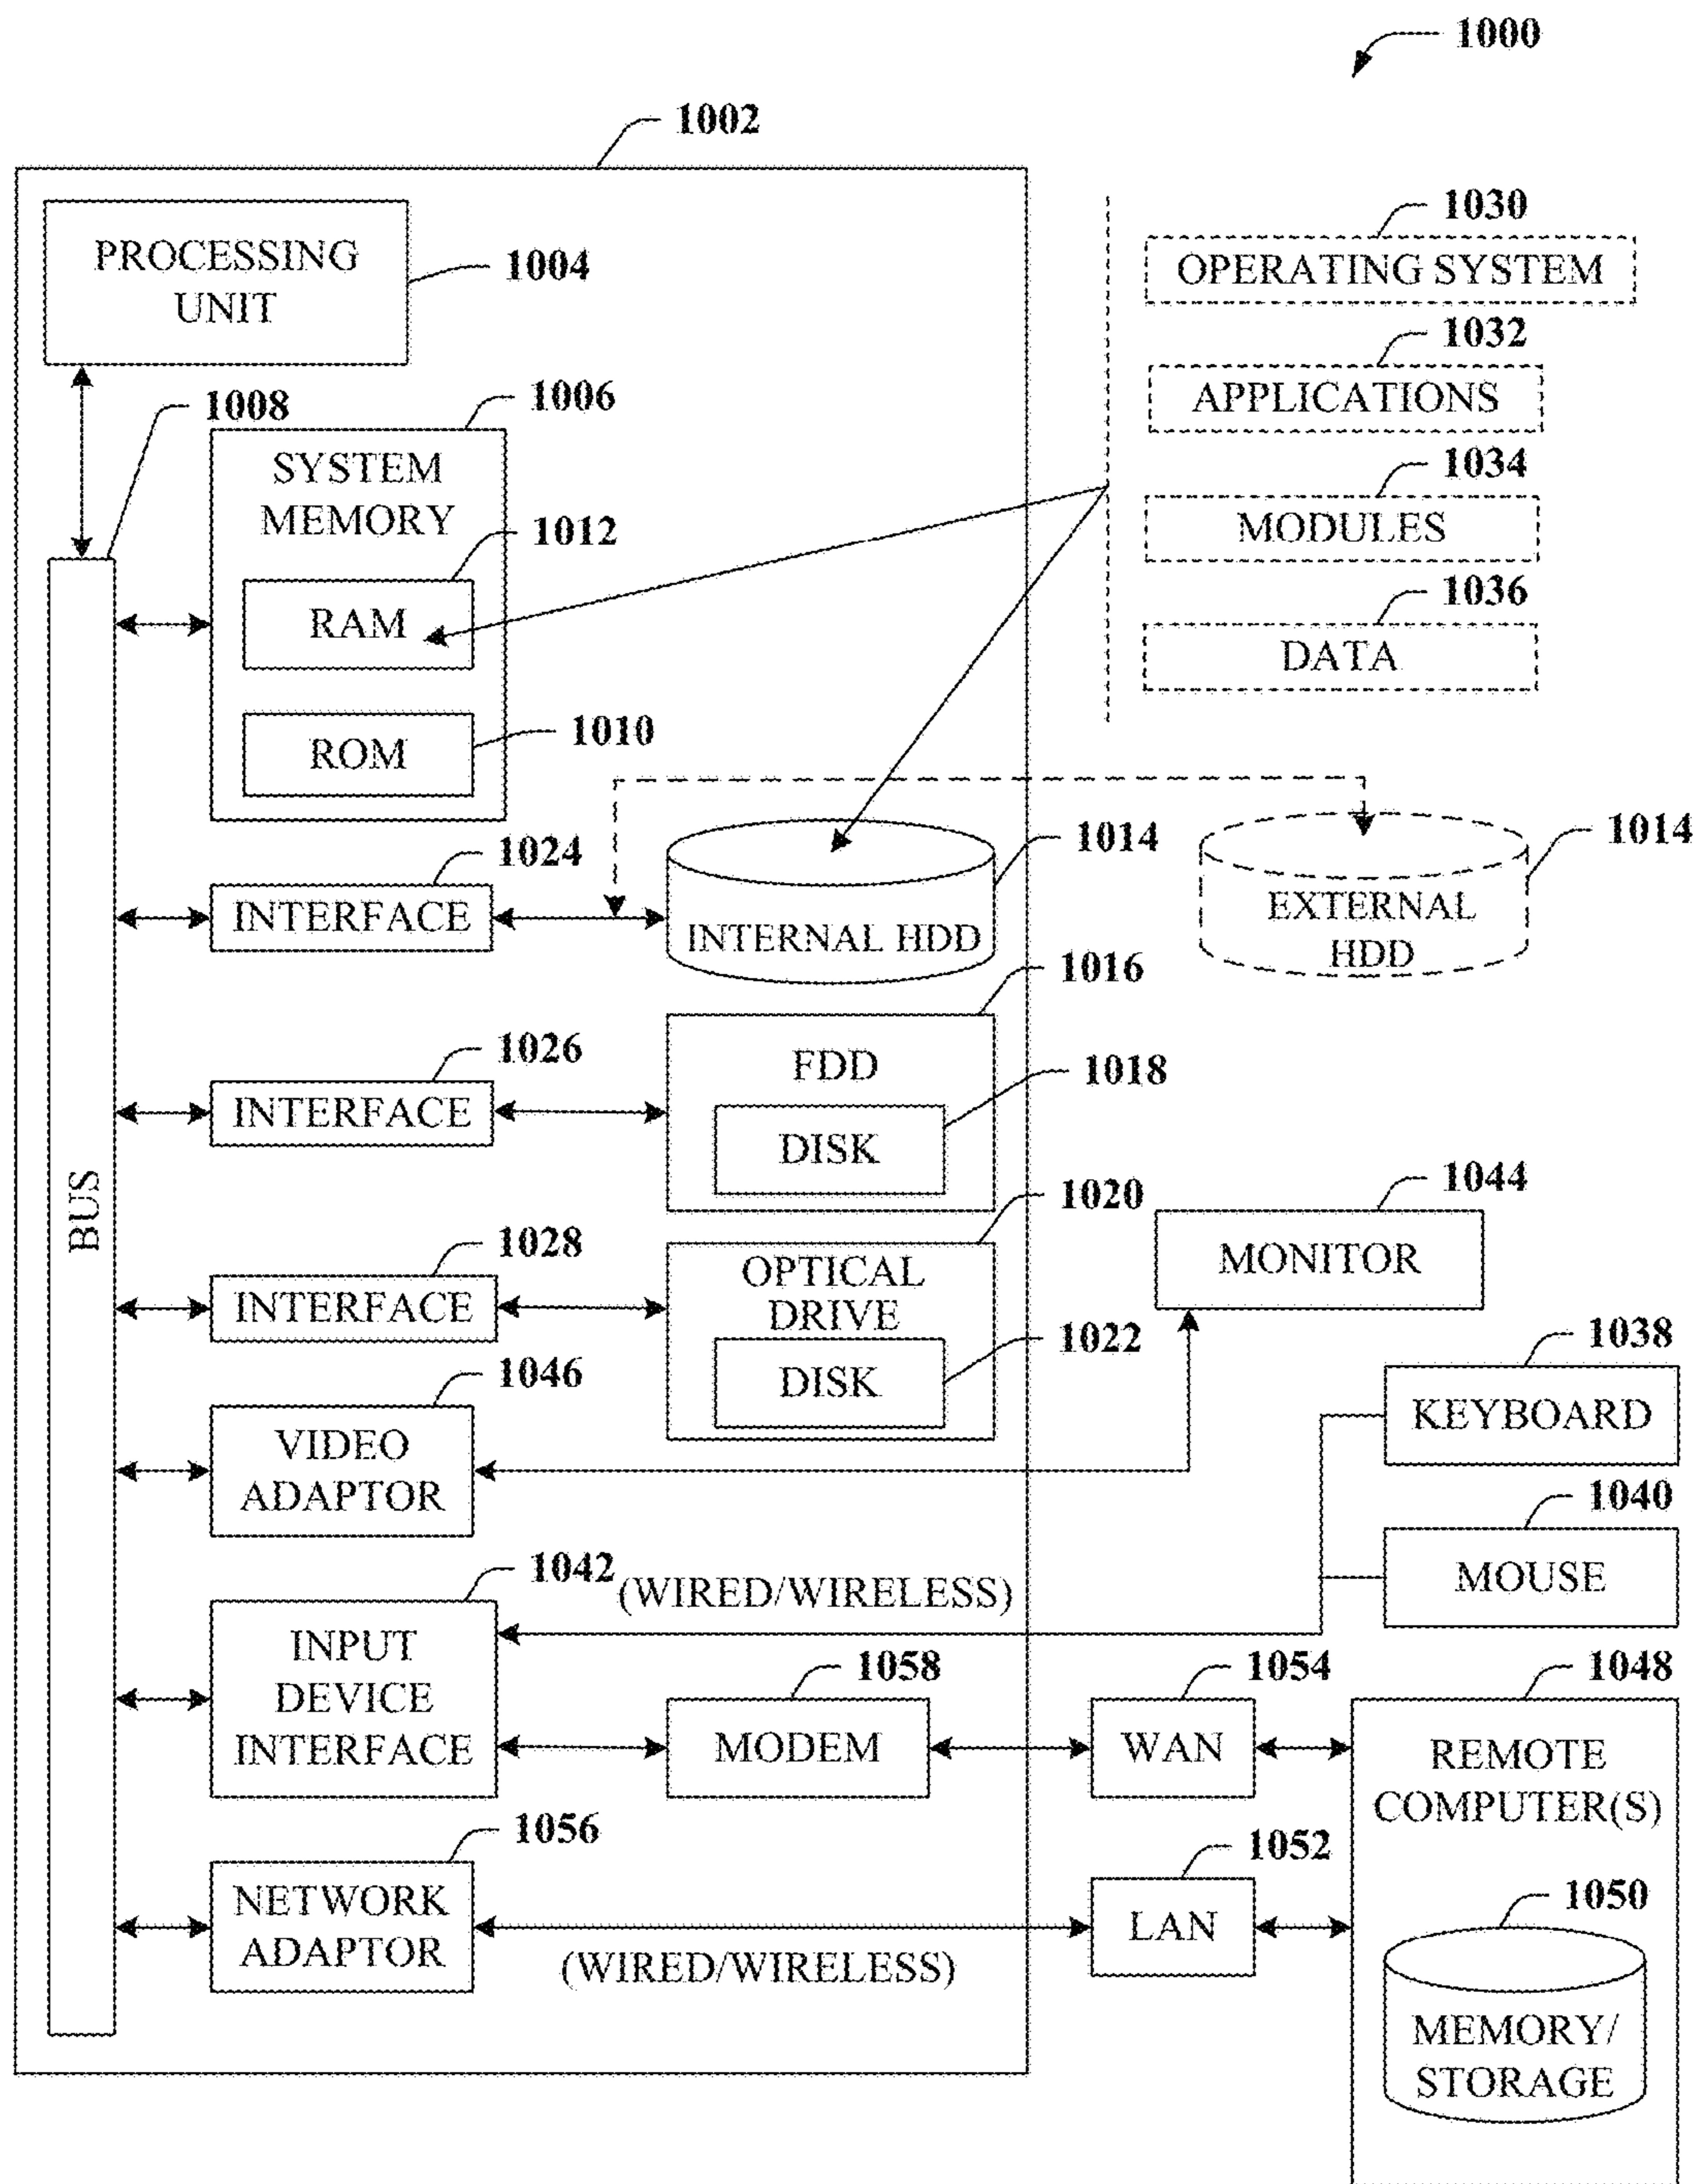 1000
1002
PROCESSING
UNIT
1004
1030
OPERATING SYSTEM
1032
APPLICATIONS
1034
MODULES
1036
DATA
1008
1006
SYSTEM
MEMORY
1012
RAM
1010
ROM
BUS
1024
INTERFACE
1014
INTERNAL HDD
1014
EXTERNAL
HDD
1026
INTERFACE
1016
FDD
1018
DISK
1028
INTERFACE
1020
OPTICAL
DRIVE
1022
DISK
1044
MONITOR
1046
VIDEO
ADAPTOR
1038
KEYBOARD
1040
MOUSE
1042
(WIRED/WIRELESS)
INPUT
DEVICE
INTERFACE
1058
MODEM
1054
WAN
1048
REMOTE
COMPUTER(S)
1056
NETWORK
ADAPTOR
(WIRED/WIRELESS)
1052
LAN
1050
MEMORY/
STORAGE